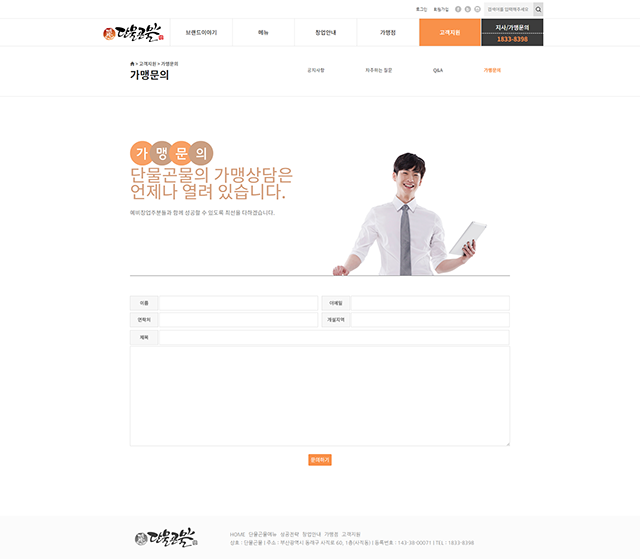 로그인 회원가입 검색어를 입력해주세요
단물곤물 브랜드이야기 메뉴 창업안내 가맹점 고객지원 지사/가맹문의
1833-8398
> 고객지원 > 가맹문의
가맹문의 공지사항 자주하는 질문 Q&A 가맹문의
가맹문의
단물곤물의 가맹상담은
언제나 열려 있습니다.
예비창업주분들과 함께 성공할 수 있도록 최선을 다하겠습니다.
이름 이메일
연락처 개설지역
제목
문의하기
단물곤물 HOME 단물곤물메뉴 성공전략 창업안내 가맹점 고객지원
상호 : 단물곤물 | 주소 : 부산광역시 동래구 사직로 60, 1층(사직동) | 등록번호 : 143-38-00071 | TEL : 1833-8398